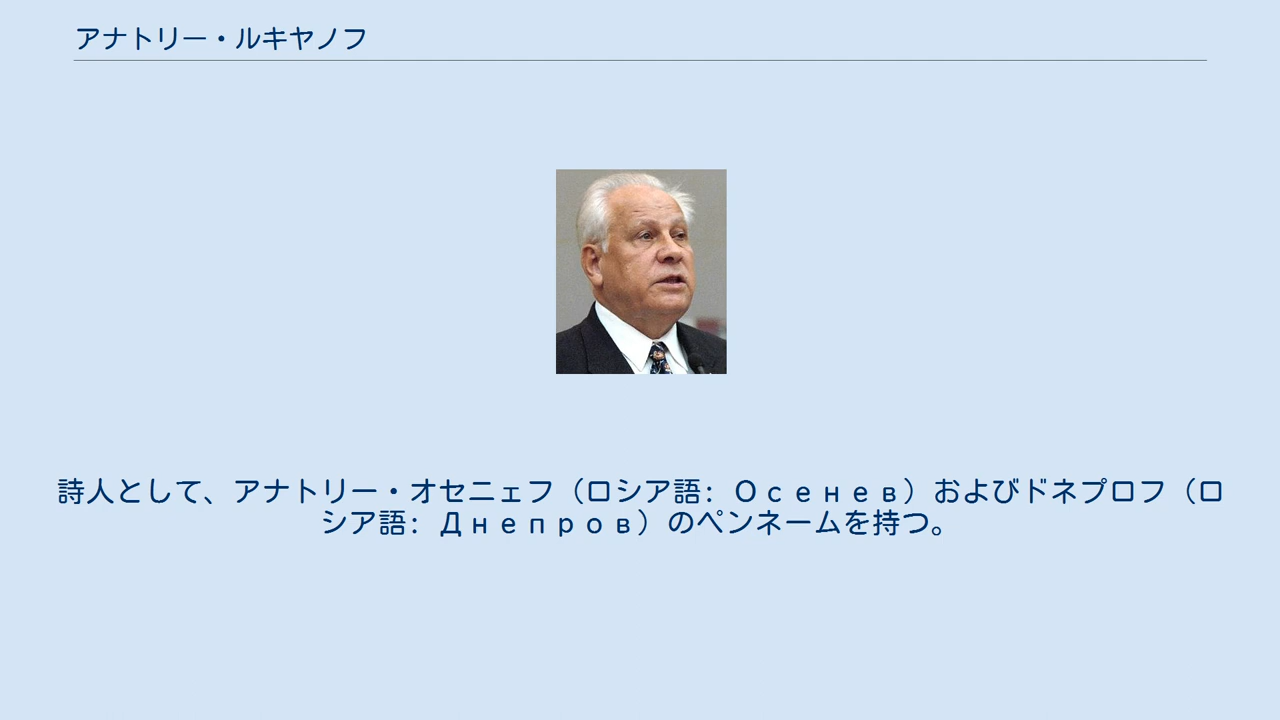 アナトリー・ルキヤノフ
詩人として、アナトリー・オセニェフ（ロシア語: Ｏсенев）およびドネプロフ（ロ
シア語: Днепров）のペンネームを持つ。